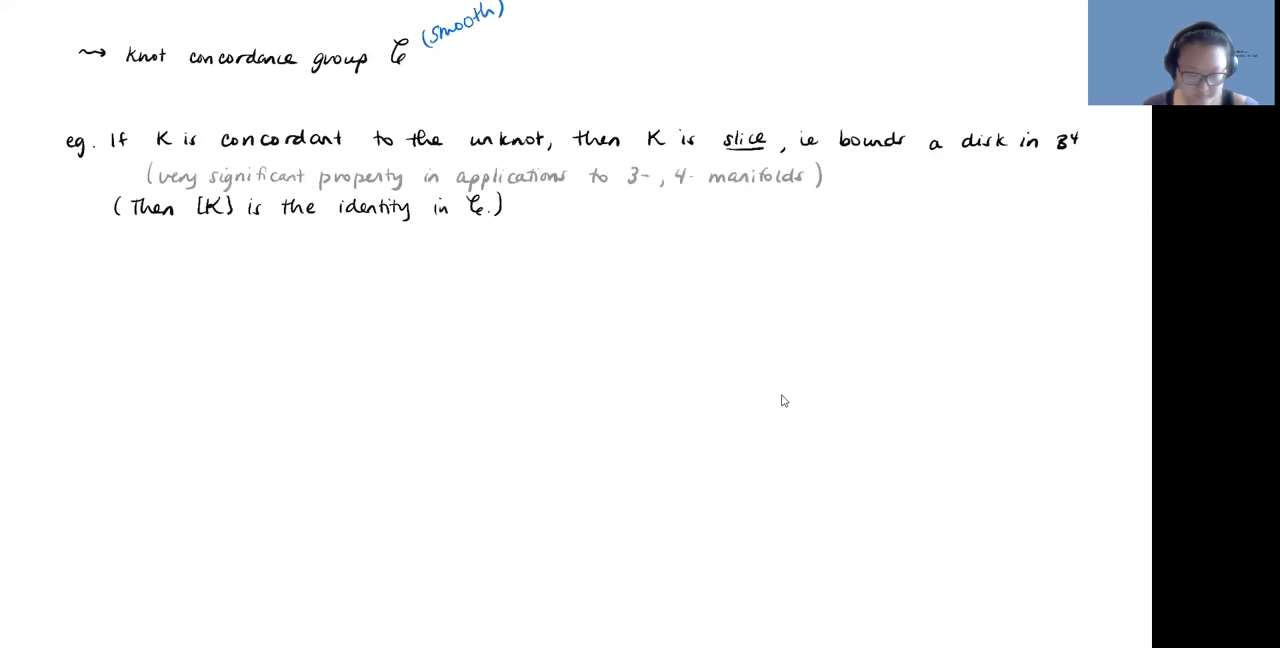 ⇝ knot concordance group 𝒞 (smooth)
eg. If K is concordant to the unknot, then K is slice, ie bounds a disk in B⁴
(very significant property in applications to 3-, 4- manifolds)
(Then [K] is the identity in 𝒞.)